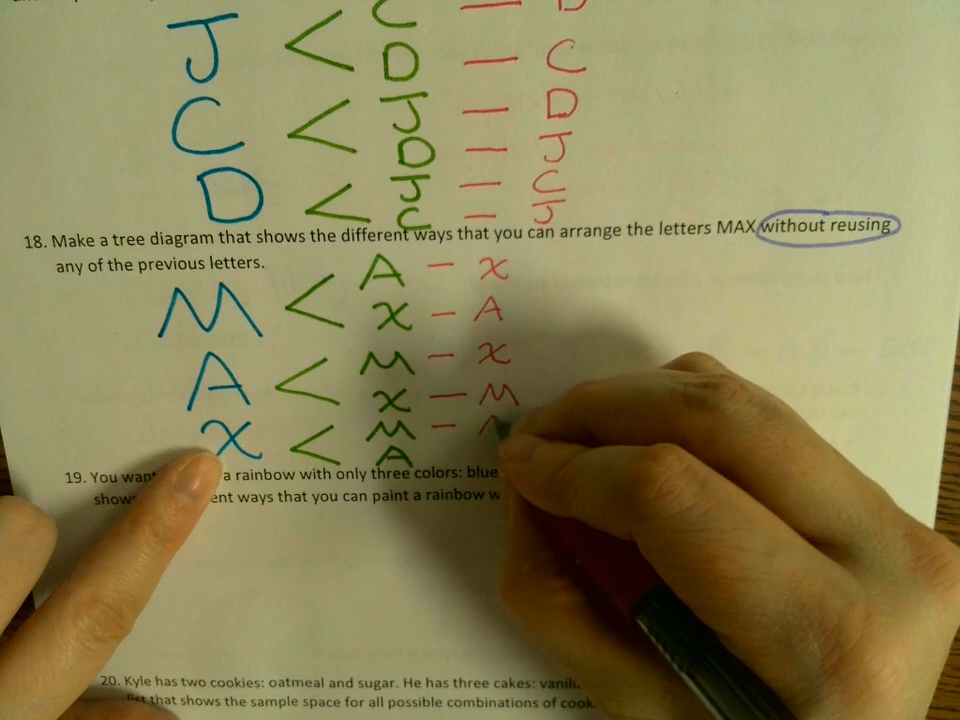 J < D — C
C < J — D
D — J
D < J — C
C — J
18. Make a tree diagram that shows the different ways that you can arrange the letters MAX without reusing
any of the previous letters.
M < A — X
X — A
A < M — X
X — M
X < M —
A
19. You want a rainbow with only three colors: blue
ways that you can paint a rainbow
20. Kyle has two cookies: oatmeal and sugar. He has three cakes:
list that shows the sample space for all possible combinations of